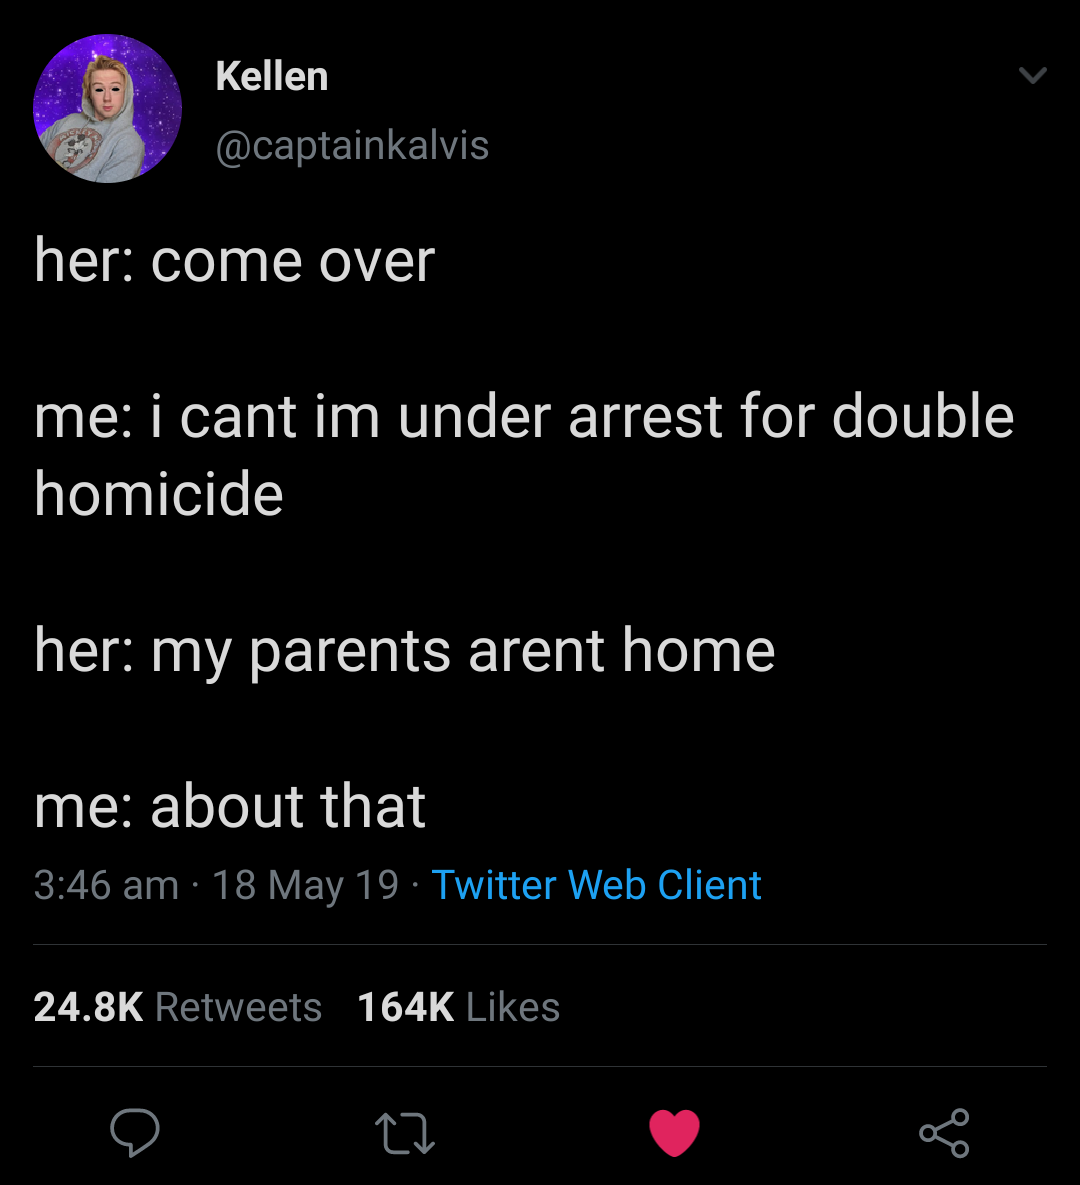 Kellen
@captainkalvis
her: come over
me: i cant im under arrest for double
homicide
her: my parents arent home
me: about that
3:46 am · 18 May 19 · Twitter Web Client
24.8K Retweets 164K Likes